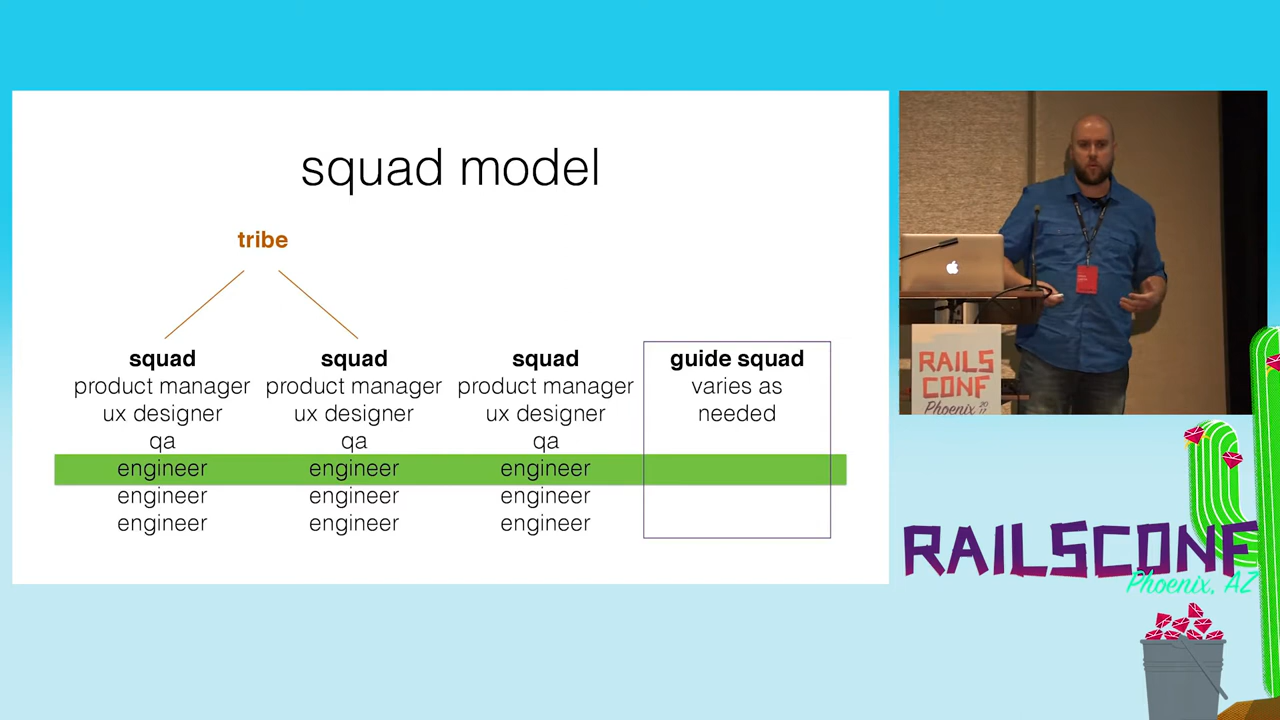 squad model
tribe
squad squad squad guide squad
product manager product manager product manager varies as
ux designer ux designer ux designer needed
qa qa qa
engineer engineer engineer
engineer engineer engineer
engineer engineer engineer
RAILS
CONF
Phoenix 2017
RAILSCONF
Phoenix, AZ